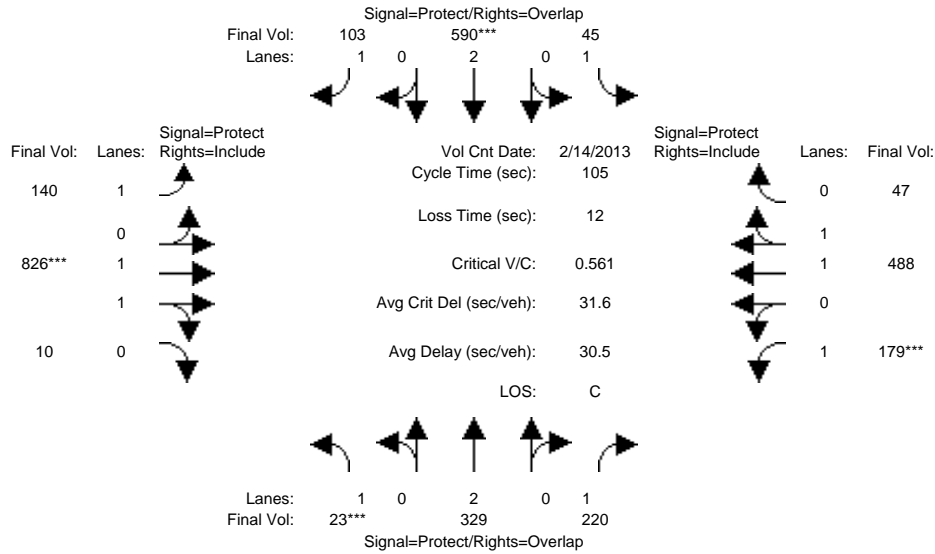 Signal=Protect/Rights=Overlap
Final Vol: 103 590*** 45
Lanes: 1 0 2 0 1
Signal=Protect Signal=Protect
Final Vol: Lanes: Rights=Include Vol Cnt Date: 2/14/2013 Rights=Include Lanes: Final Vol:
Cycle Time (sec): 105
140 1 0 47
Loss Time (sec): 12
0 1
826*** 1 Critical V/C: 0.561 1 488
1 Avg Crit Del (sec/veh): 31.6 0
10 0 Avg Delay (sec/veh): 30.5 1 179***
LOS: C
Lanes: 1 0 2 0 1
Final Vol: 23*** 329 220
Signal=Protect/Rights=Overlap